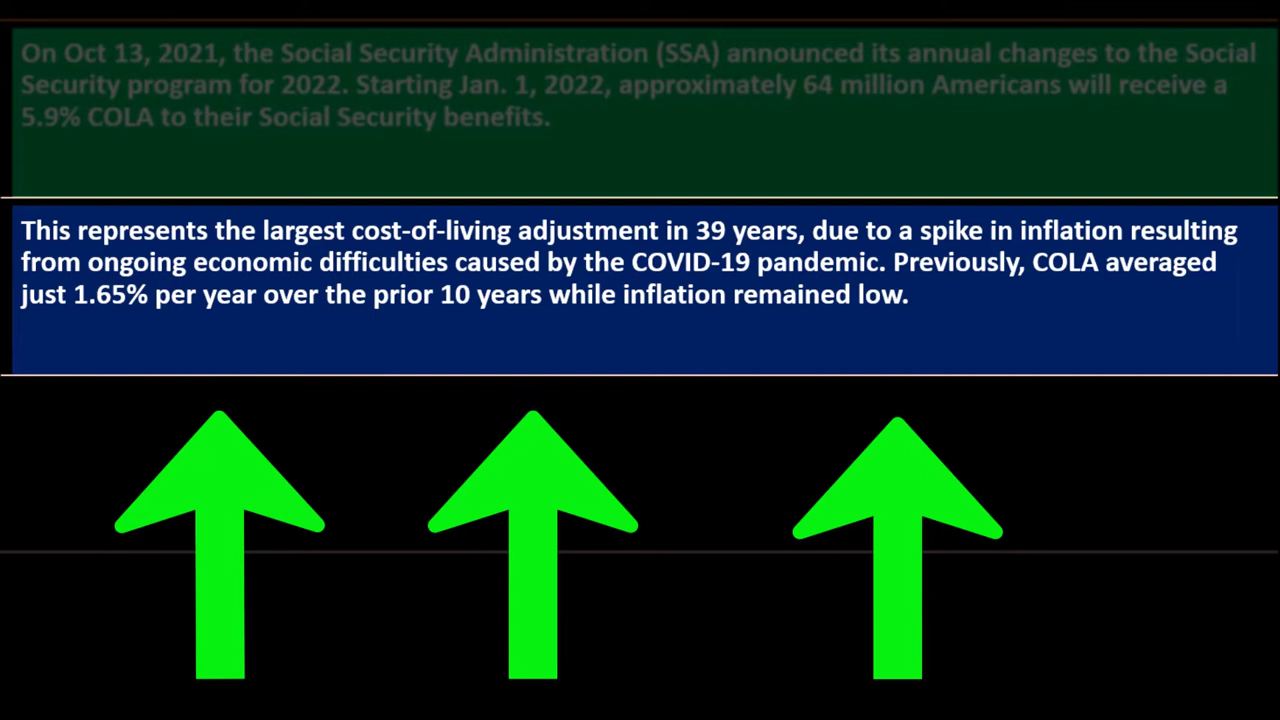 On Oct 13, 2021, the Social Security Administration (SSA) announced its annual changes to the Social
Security program for 2022. Starting Jan. 1, 2022, approximately 64 million Americans will receive a
5.9% COLA to their Social Security benefits.
This represents the largest cost-of-living adjustment in 39 years, due to a spike in inflation resulting
from ongoing economic difficulties caused by the COVID-19 pandemic. Previously, COLA averaged
just 1.65% per year over the prior 10 years while inflation remained low.